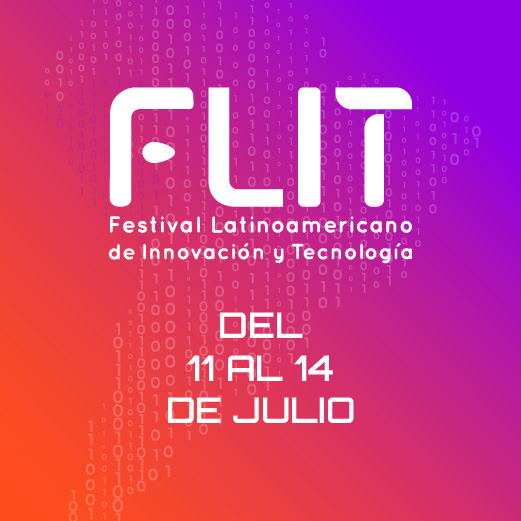 FLIT
Festival Latinoamericano
de Innovación y Tecnología
DEL
11 AL 14
DE JULIO